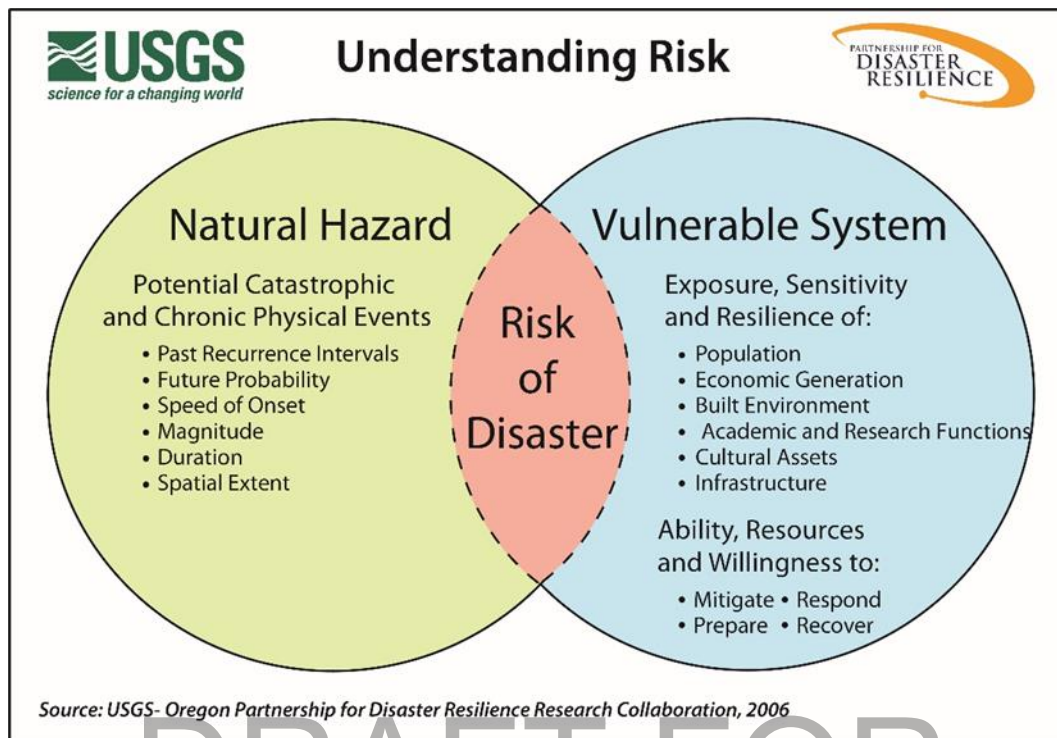 USGS
science for a changing world
Understanding Risk
PARTNERSHIP FOR
DISASTER
RESILIENCE
Natural Hazard
Potential Catastrophic
and Chronic Physical Events
• Past Recurrence Intervals
• Future Probability
• Speed of Onset
• Magnitude
• Duration
• Spatial Extent
Risk
of
Disaster
Vulnerable System
Exposure, Sensitivity
and Resilience of:
• Population
• Economic Generation
• Built Environment
• Academic and Research Functions
• Cultural Assets
• Infrastructure
Ability, Resources
and Willingness to:
• Mitigate • Respond
• Prepare • Recover
Source: USGS- Oregon Partnership for Disaster Resilience Research Collaboration, 2006
DRAFT FOR